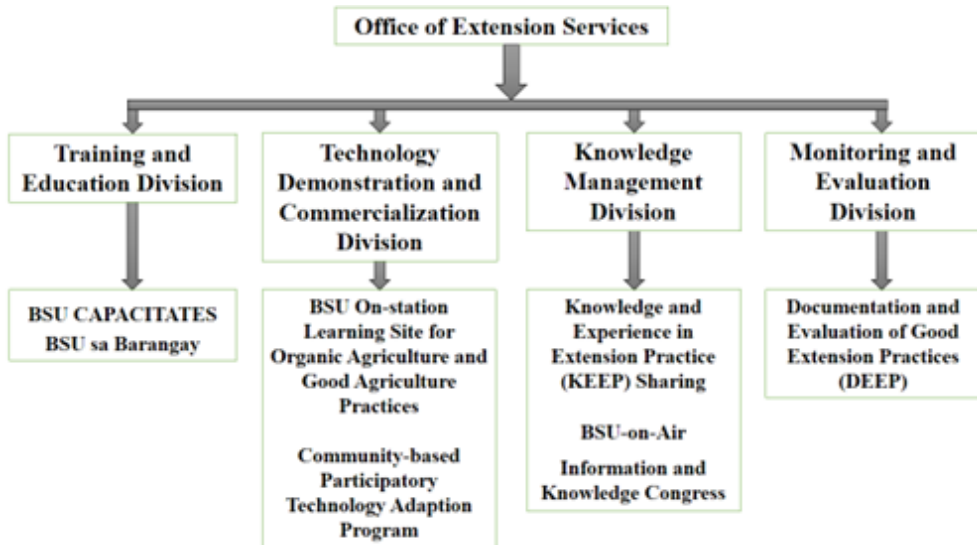 Office of Extension Services
Training and
Education Division
Technology
Demonstration and
Commercialization
Division
Knowledge
Management
Division
Monitoring and
Evaluation
Division
BSU CAPACITATES
BSU sa Barangay
BSU On-station
Learning Site for
Organic Agriculture and
Good Agriculture
Practices
Community-based
Participatory
Technology Adaption
Program
Knowledge and
Experience in
Extension Practice
(KEEP) Sharing
BSU-on-Air
Information and
Knowledge Congress
Documentation and
Evaluation of Good
Extension Practices
(DEEP)